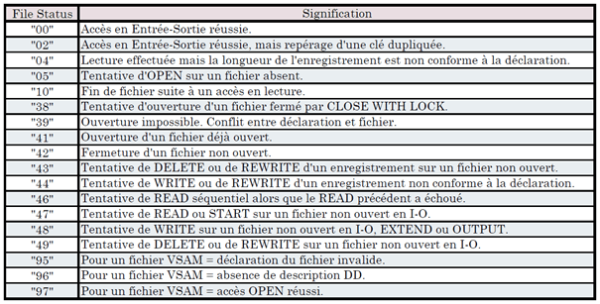 File Status Signification
"00" Accès en Entrée-Sortie réussie.
"02" Accès en Entrée-Sortie réussie, mais repérage d'une clé dupliquée.
"04" Lecture effectuée mais la longueur de l'enregistrement est non conforme à la déclaration.
"05" Tentative d'OPEN sur un fichier absent.
"10" Fin de fichier suite à un accès en lecture.
"38" Tentative d'ouverture d'un fichier fermé par CLOSE WITH LOCK.
"39" Ouverture impossible. Conflit entre déclaration et fichier.
"41" Ouverture d'un fichier déjà ouvert.
"42" Fermeture d'un fichier non ouvert.
"43" Tentative de DELETE ou de REWRITE d'un enregistrement sur un fichier non ouvert.
"44" Tentative de WRITE ou de REWRITE d'un enregistrement non conforme à la déclaration.
"46" Tentative de READ séquentiel alors que le READ précédent a échoué.
"47" Tentative de READ ou START sur un fichier non ouvert en I-O.
"48" Tentative de WRITE sur un fichier non ouvert en I-O, EXTEND ou OUTPUT.
"49" Tentative de DELETE ou de REWRITE sur un fichier non ouvert en I-O.
"95" Pour un fichier VSAM = déclaration du fichier invalide.
"96" Pour un fichier VSAM = absence de description DD.
"97" Pour un fichier VSAM = accès OPEN réussi.